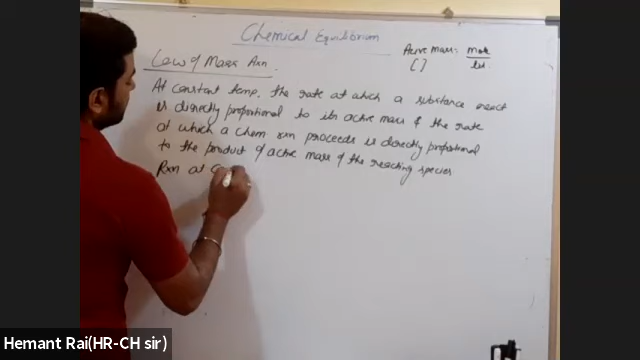 Chemical Equilibrium
Active Mass: mole
[ ] lit
Law of Mass Rxn
At constant temp. the rate at which a substance react
is directly proportional to its active mass & the rate
at which a chem rxn proceeds is directly proportional
to the product of active mass of the reacting species
Rxn at
Hemant Rai(HR-CH sir)